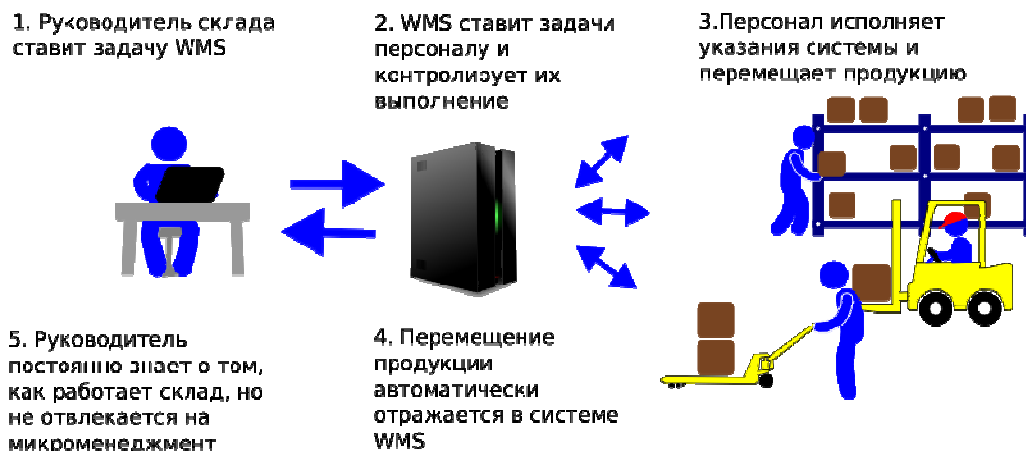 1. Руководитель склада
ставит задачу WMS
2. WMS ставит задачи
персоналу и
контролизует их
выполнение
3.Персонал исполняет
указания системы и
перемещает продукцию
5. Руководитель
постоянно знает о том,
как работает склад, но
не отвлекается на
микроменеджмент
4. Перемещение
продукции
автоматически
отражается в системе
WMS